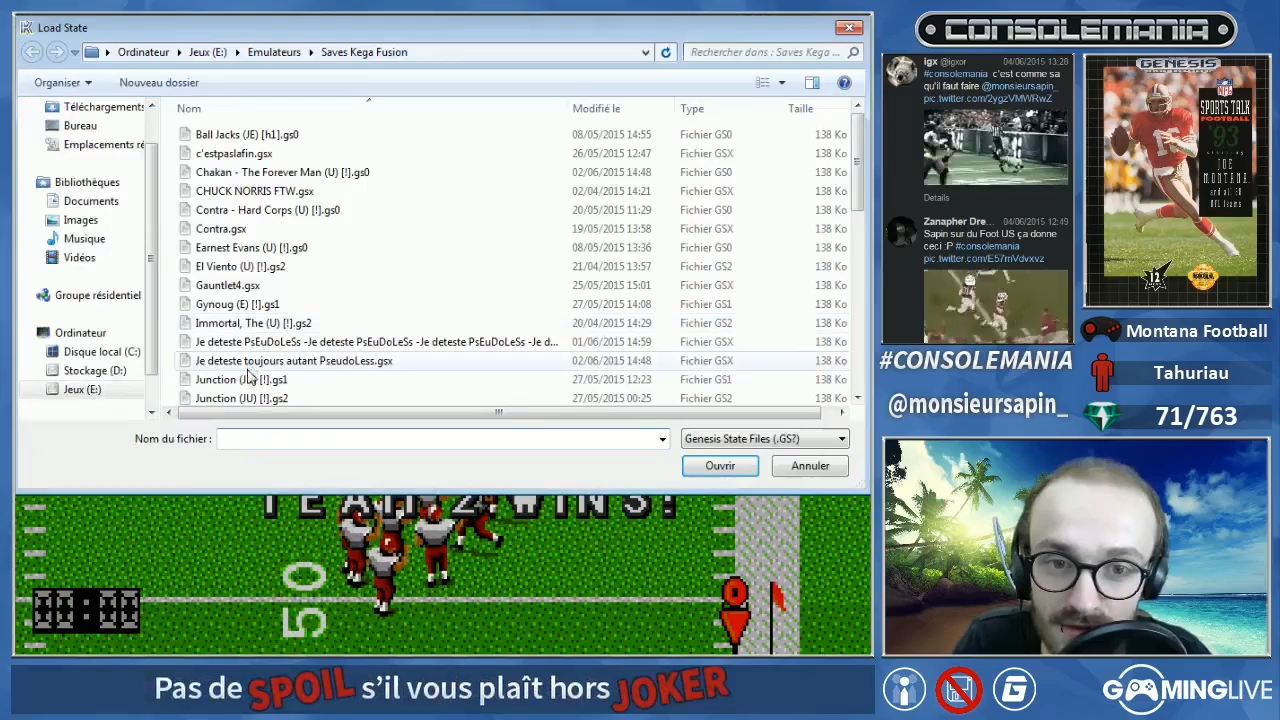 Load State
Ordinateur Jeux (E:) Emulateurs Saves Kega Fusion
Rechercher dans : Saves Kega ...
Organiser
Nouveau dossier
Téléchargements
Bureau
Emplacements ré
Bibliothèques
Documents
Images
Musique
Vidéos
Groupe résidentiel
Ordinateur
Disque local (C:)
Stockage (D:)
Jeux (E:)
Nom Modifié le Type Taille
Ball Jacks (JE) [h1].gs0 08/05/2015 14:55 Fichier GS0 138 Ko
c'estpaslafin.gsx 26/05/2015 12:47 Fichier GSX 138 Ko
Chakan - The Forever Man (U) [!].gs0 02/06/2015 14:48 Fichier GS0 138 Ko
CHUCK NORRIS FTW.gsx 02/04/2015 14:21 Fichier GSX 138 Ko
Contra - Hard Corps (U) [!].gs0 20/05/2015 11:29 Fichier GS0 138 Ko
Contra.gsx 19/05/2015 13:58 Fichier GSX 138 Ko
Earnest Evans (U) [!].gs0 08/05/2015 13:36 Fichier GS0 138 Ko
El Viento (U) [!].gs2 21/04/2015 13:57 Fichier GS2 138 Ko
Gauntlet4.gsx 25/05/2015 15:01 Fichier GSX 138 Ko
Gynoug (E) [!].gs1 27/05/2015 14:08 Fichier GS1 138 Ko
Immortal, The (U) [!].gs2 20/04/2015 14:29 Fichier GS2 138 Ko
Je deteste PsEuDoLeSs -Je deteste PsEuDoLeSs -Je deteste PsEuDoLeSs -Je d... 01/06/2015 14:59 Fichier GSX 138 Ko
Je deteste toujours autant PseudoLess.gsx 02/06/2015 14:48 Fichier GSX 138 Ko
Junction (JU) [!].gs1 27/05/2015 12:23 Fichier GS1 138 Ko
Junction (JU) [!].gs2 27/05/2015 00:25 Fichier GS2 138 Ko
Nom du fichier :
Genesis State Files (.GS?)
Ouvrir Annuler
TEAM 2 WINS!
50
00:00
Pas de SPOIL s'il vous plaît hors JOKER
CONSOLEMANIA
igx @igxor 04/06/2015 13:28
#consolemania c'est comme sa
qu'il faut faire @monsieursapin_
pic.twitter.com/2ygzVMWRwZ
Details
Zanapher Dre... 04/06/2015 12:49
Sapin sur du Foot US ça donne
ceci :P #consolemania
pic.twitter.com/E57mVdvxvz
GENESIS
NFL
SPORTS TALK
FOOTBALL
'93
starring
JOE
MONTANA
and all 28
NFL teams
12
#CONSOLEMANIA
@monsieursapin_
Montana Football
Tahuriau
71/763
G
GAMINGLIVE